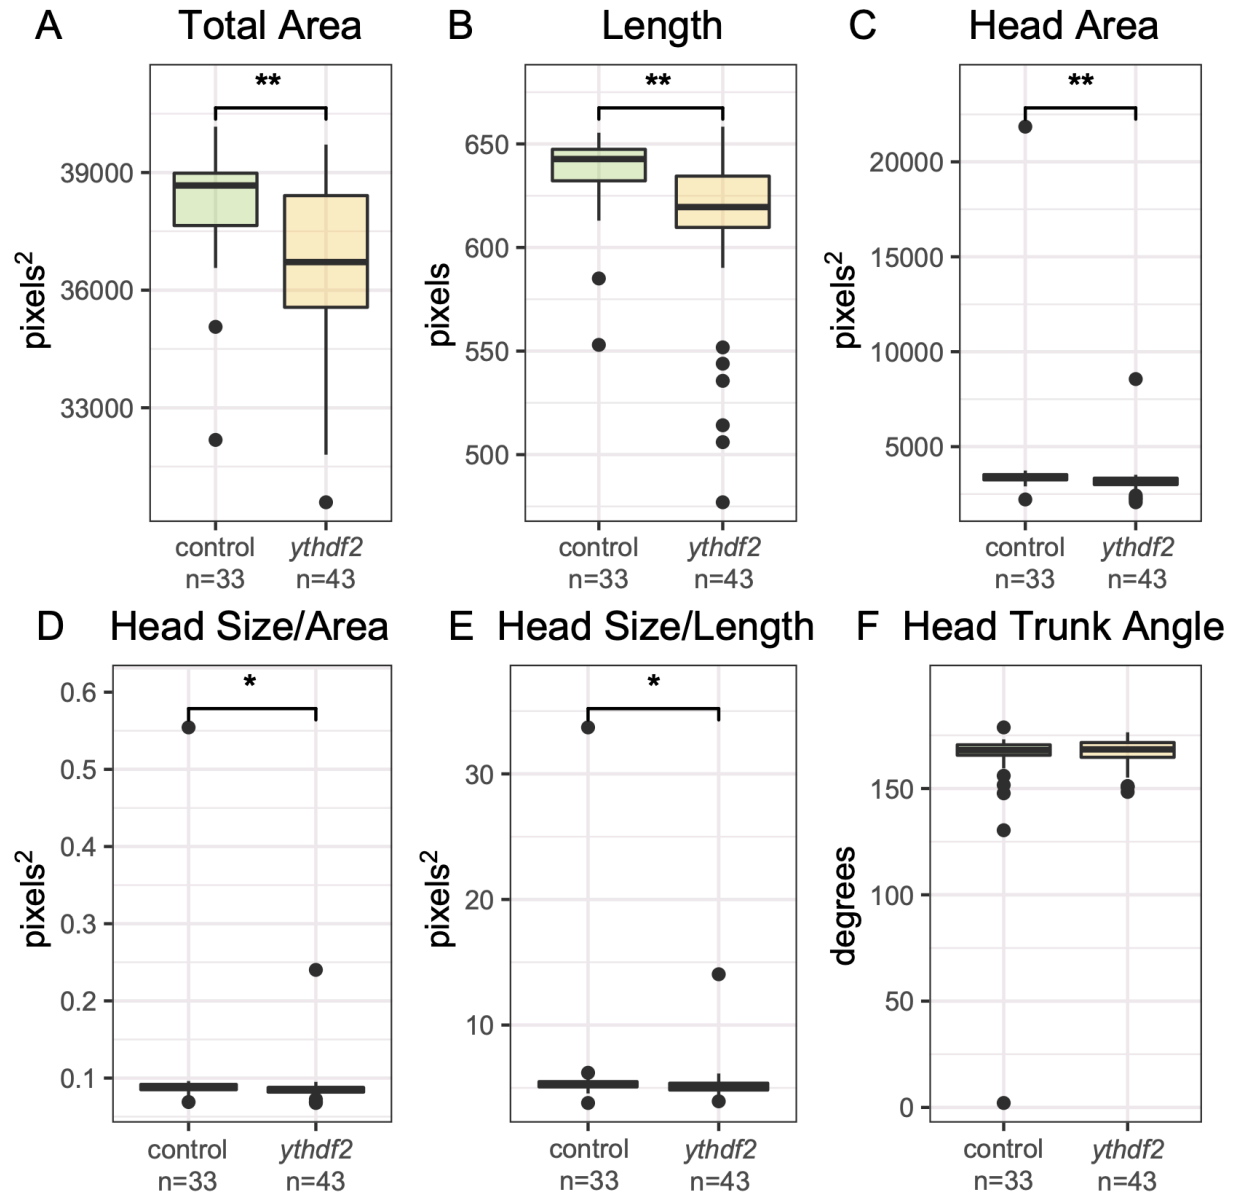 A Total Area
**
pixels²
39000
36000
33000
control ythdf2
n=33 n=43
B Length
**
pixels
650
600
550
500
control ythdf2
n=33 n=43
C Head Area
**
pixels²
20000
15000
10000
5000
control ythdf2
n=33 n=43
D Head Size/Area
*
pixels²
0.6
0.5
0.4
0.3
0.2
0.1
control ythdf2
n=33 n=43
E Head Size/Length
*
pixels²
30
20
10
control ythdf2
n=33 n=43
F Head Trunk Angle
degrees
150
100
50
0
control ythdf2
n=33 n=43